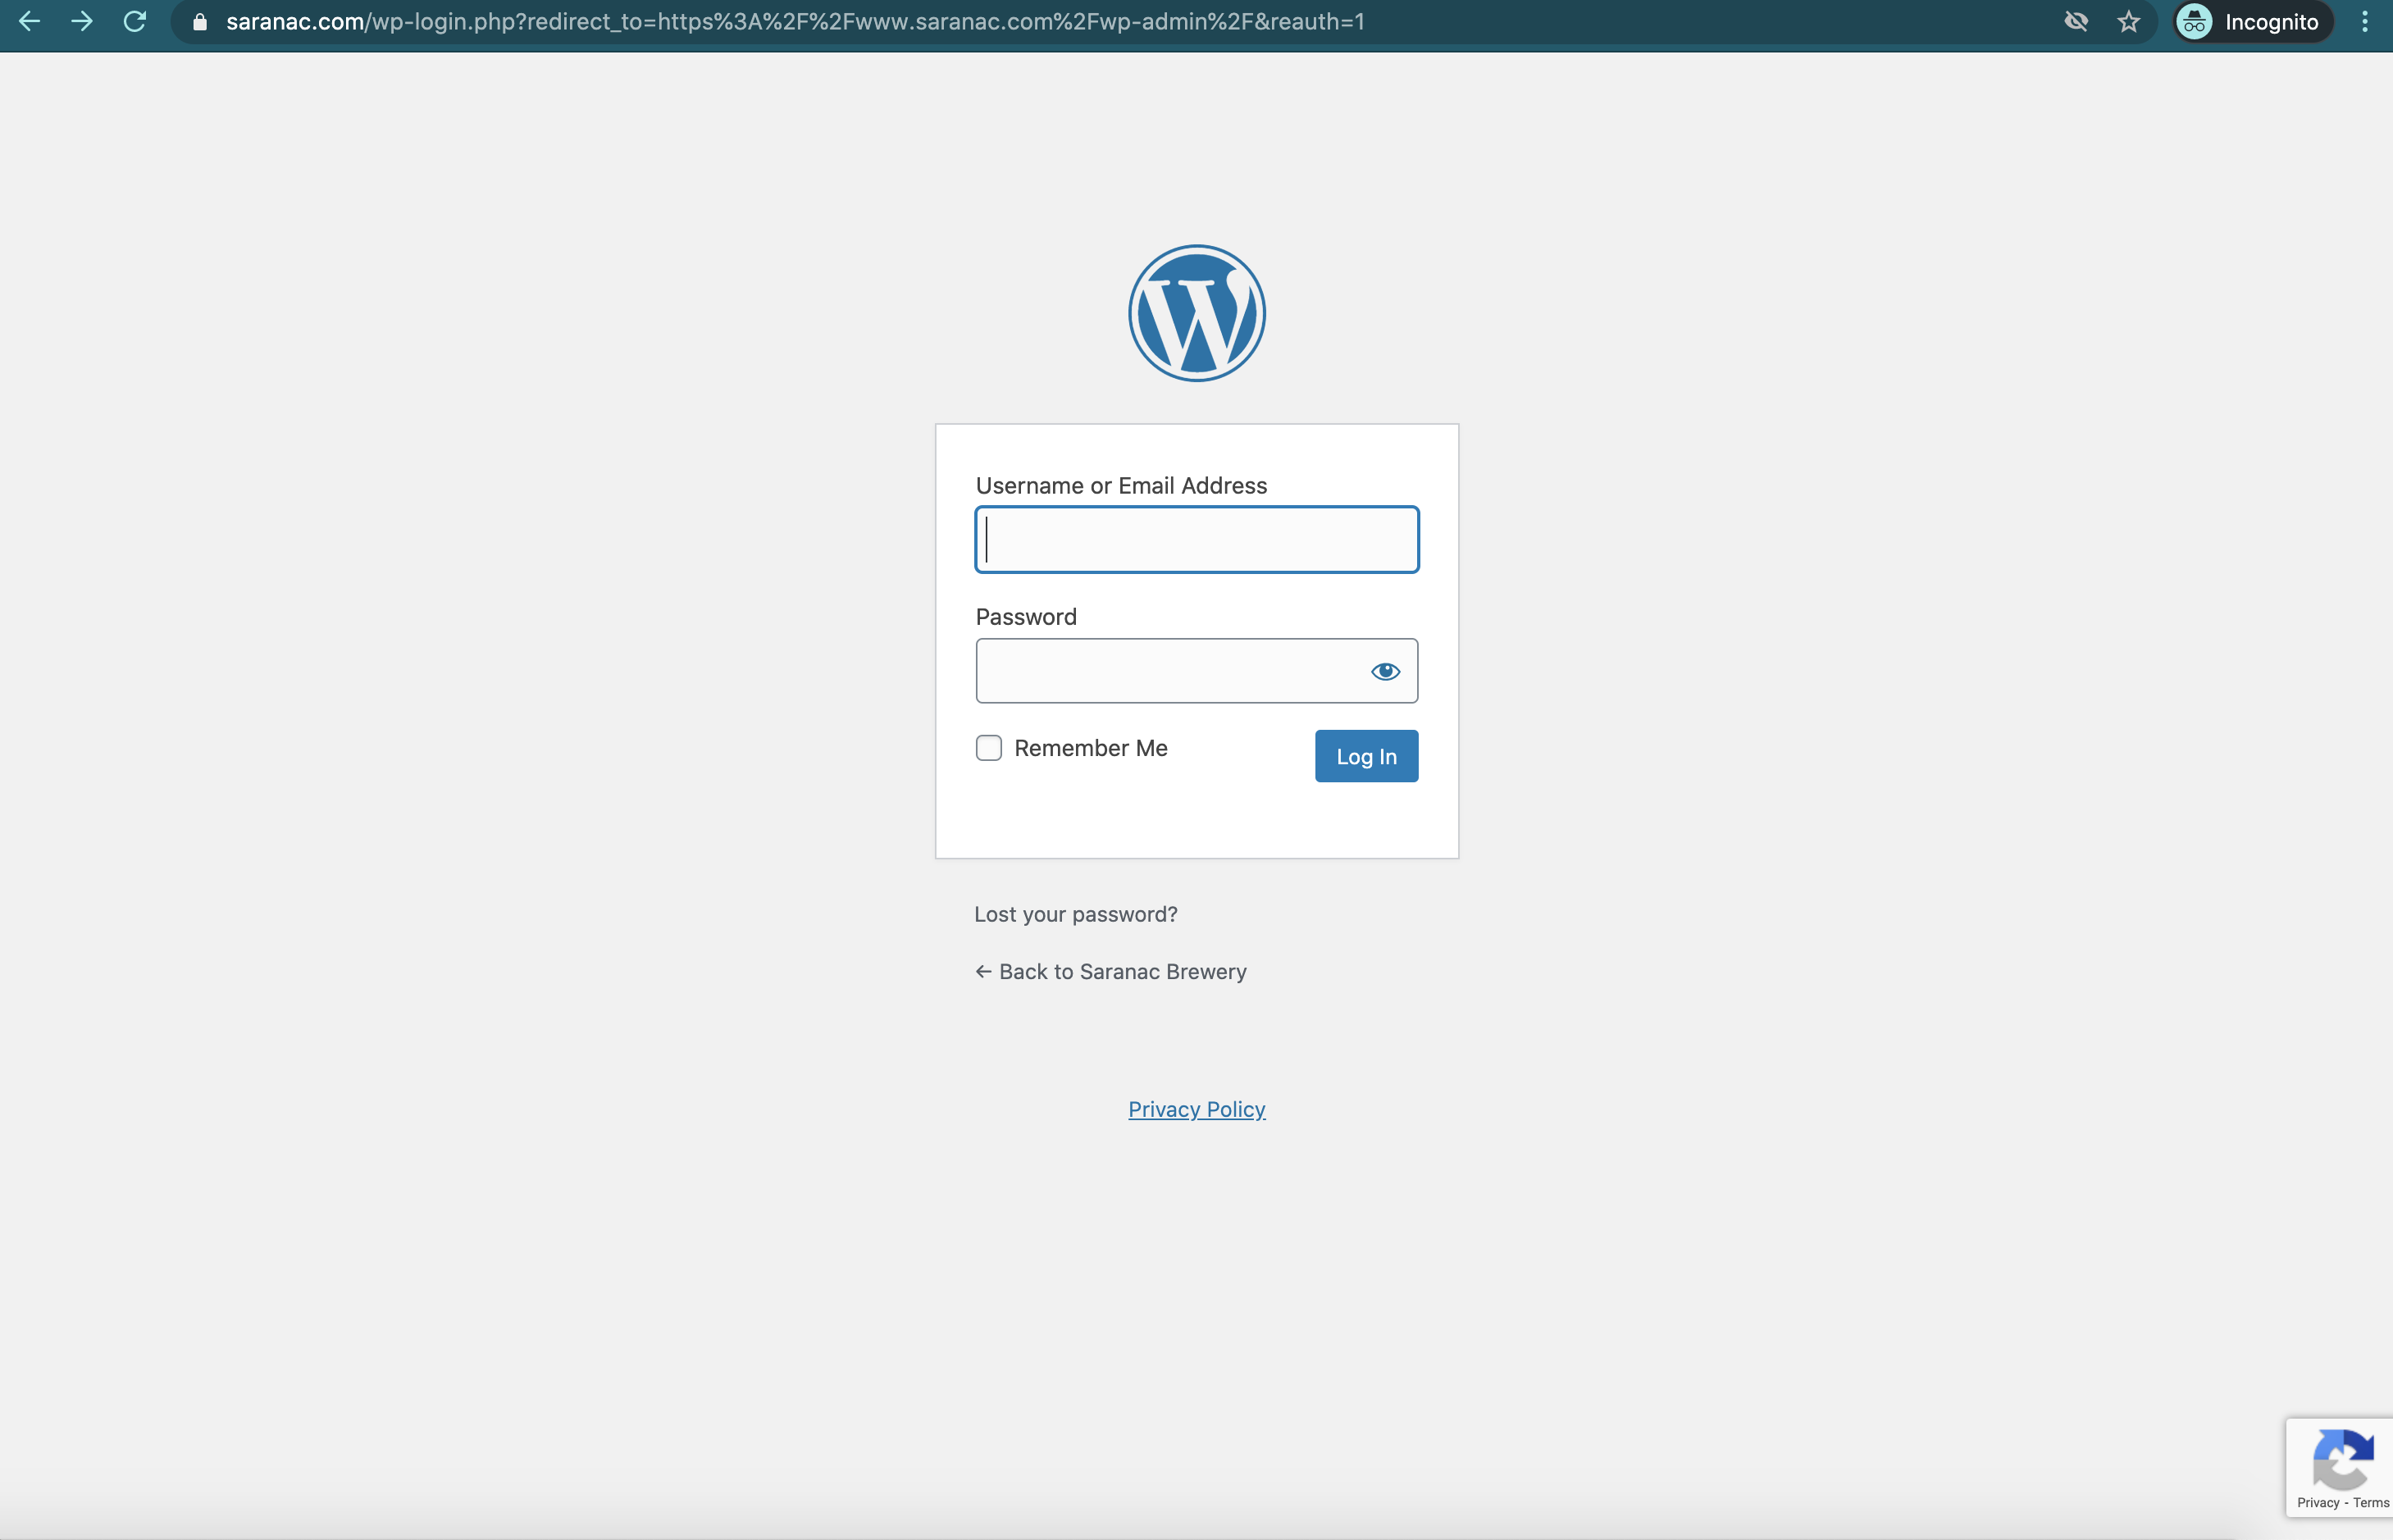 saranac.com/wp-login.php?redirect_to=https%3A%2F%2Fwww.saranac.com%2Fwp-admin%2F&reauth=1
Incognito
Username or Email Address
Password
Remember Me
Log In
Lost your password?
← Back to Saranac Brewery
Privacy Policy
Privacy - Terms